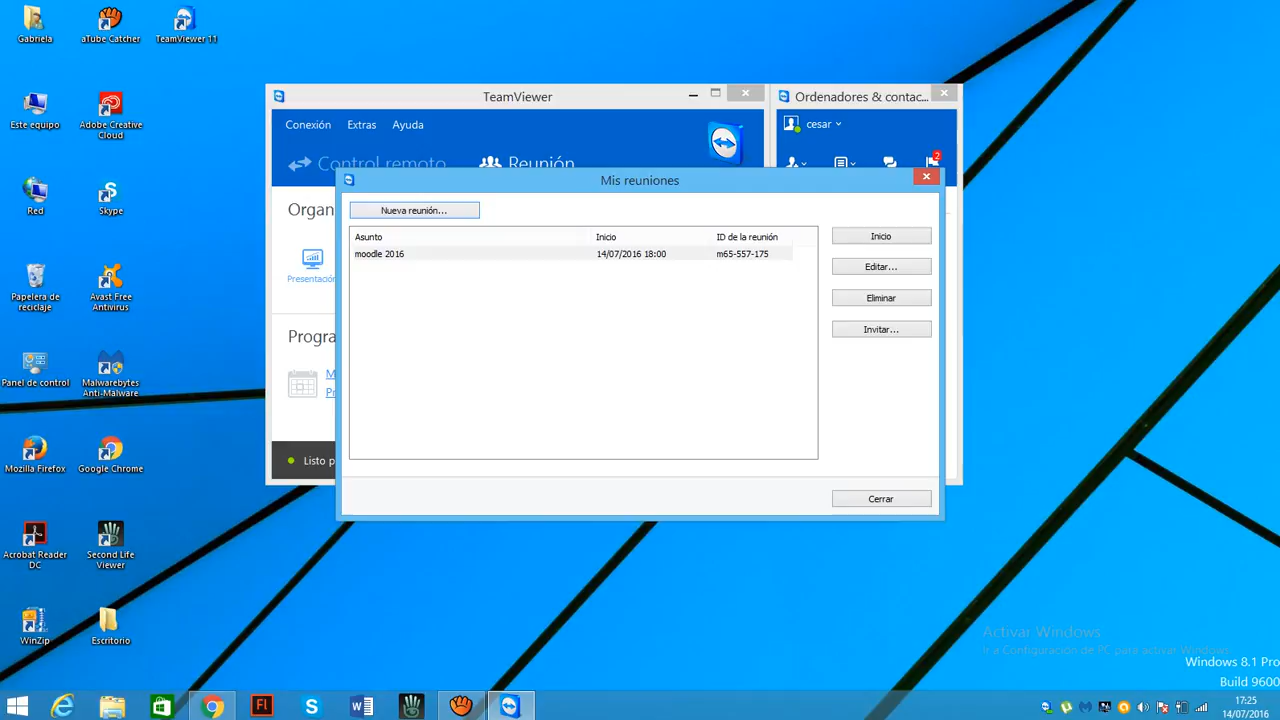 Gabriela
aTube Catcher
TeamViewer 11
Este equipo
Adobe Creative
Cloud
Red
Skype
Papelera de
reciclaje
Avast Free
Antivirus
Panel de control
Malwarebytes
Anti-Malware
Mozilla Firefox
Google Chrome
Acrobat Reader
DC
Second Life
Viewer
WinZip
Escritorio
TeamViewer
Conexión Extras Ayuda
Control remoto Reunión
Organ
Presentación
Progra
M
Pr
Listo p
Ordenadores & contac...
cesar
2
Mis reuniones
Nueva reunión...
Asunto Inicio ID de la reunión
moodle 2016 14/07/2016 18:00 m65-557-175
Inicio
Editar...
Eliminar
Invitar...
Cerrar
Activar Windows
Ir a Configuración de PC para activar Windows.
Windows 8.1 Pro
Build 9600
17:25
14/07/2016